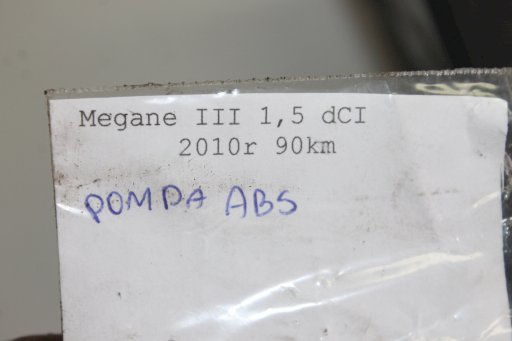 Megane III 1,5 dCI
2010r 90km
POMPA ABS